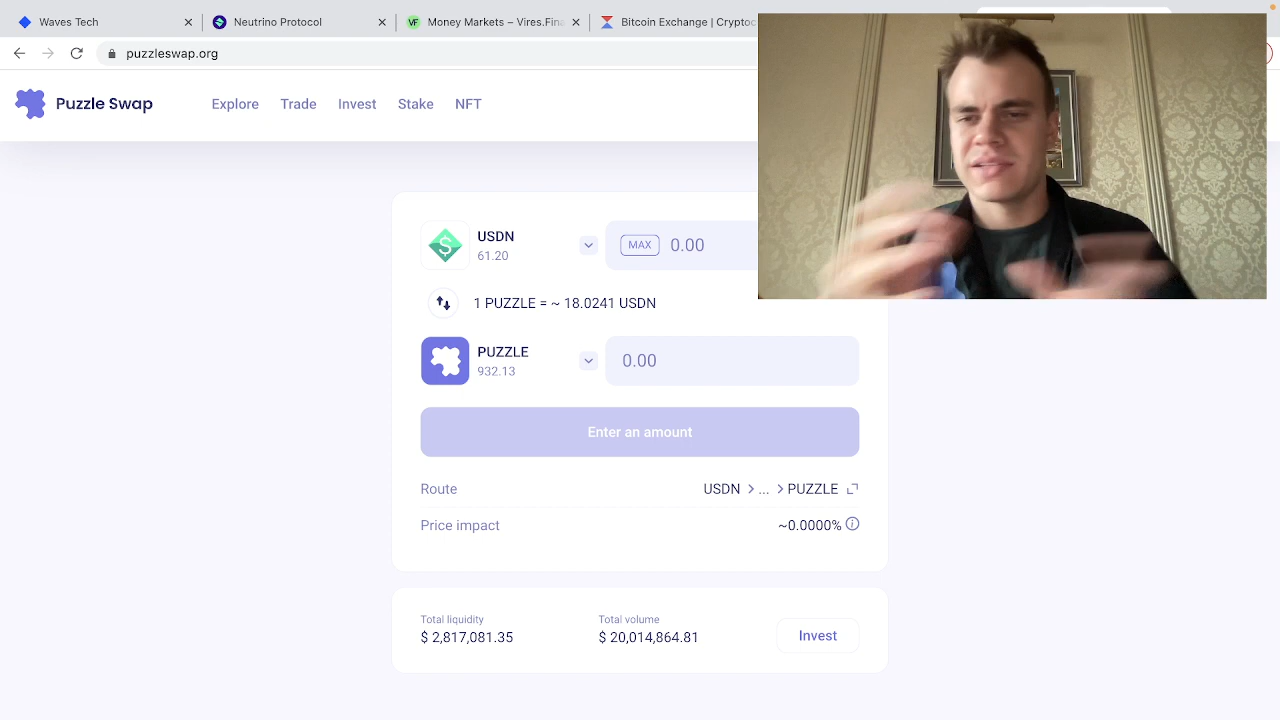 Waves Tech
Neutrino Protocol
Money Markets – Vires.Fina
Bitcoin Exchange | Cryptoc
puzzleswap.org
Puzzle Swap
Explore
Trade
Invest
Stake
NFT
USDN
61.20
MAX
0.00
1 PUZZLE = ~ 18.0241 USDN
PUZZLE
932.13
0.00
Enter an amount
Route
USDN > ... > PUZZLE
Price impact
~0.0000%
Total liquidity
$ 2,817,081.35
Total volume
$ 20,014,864.81
Invest